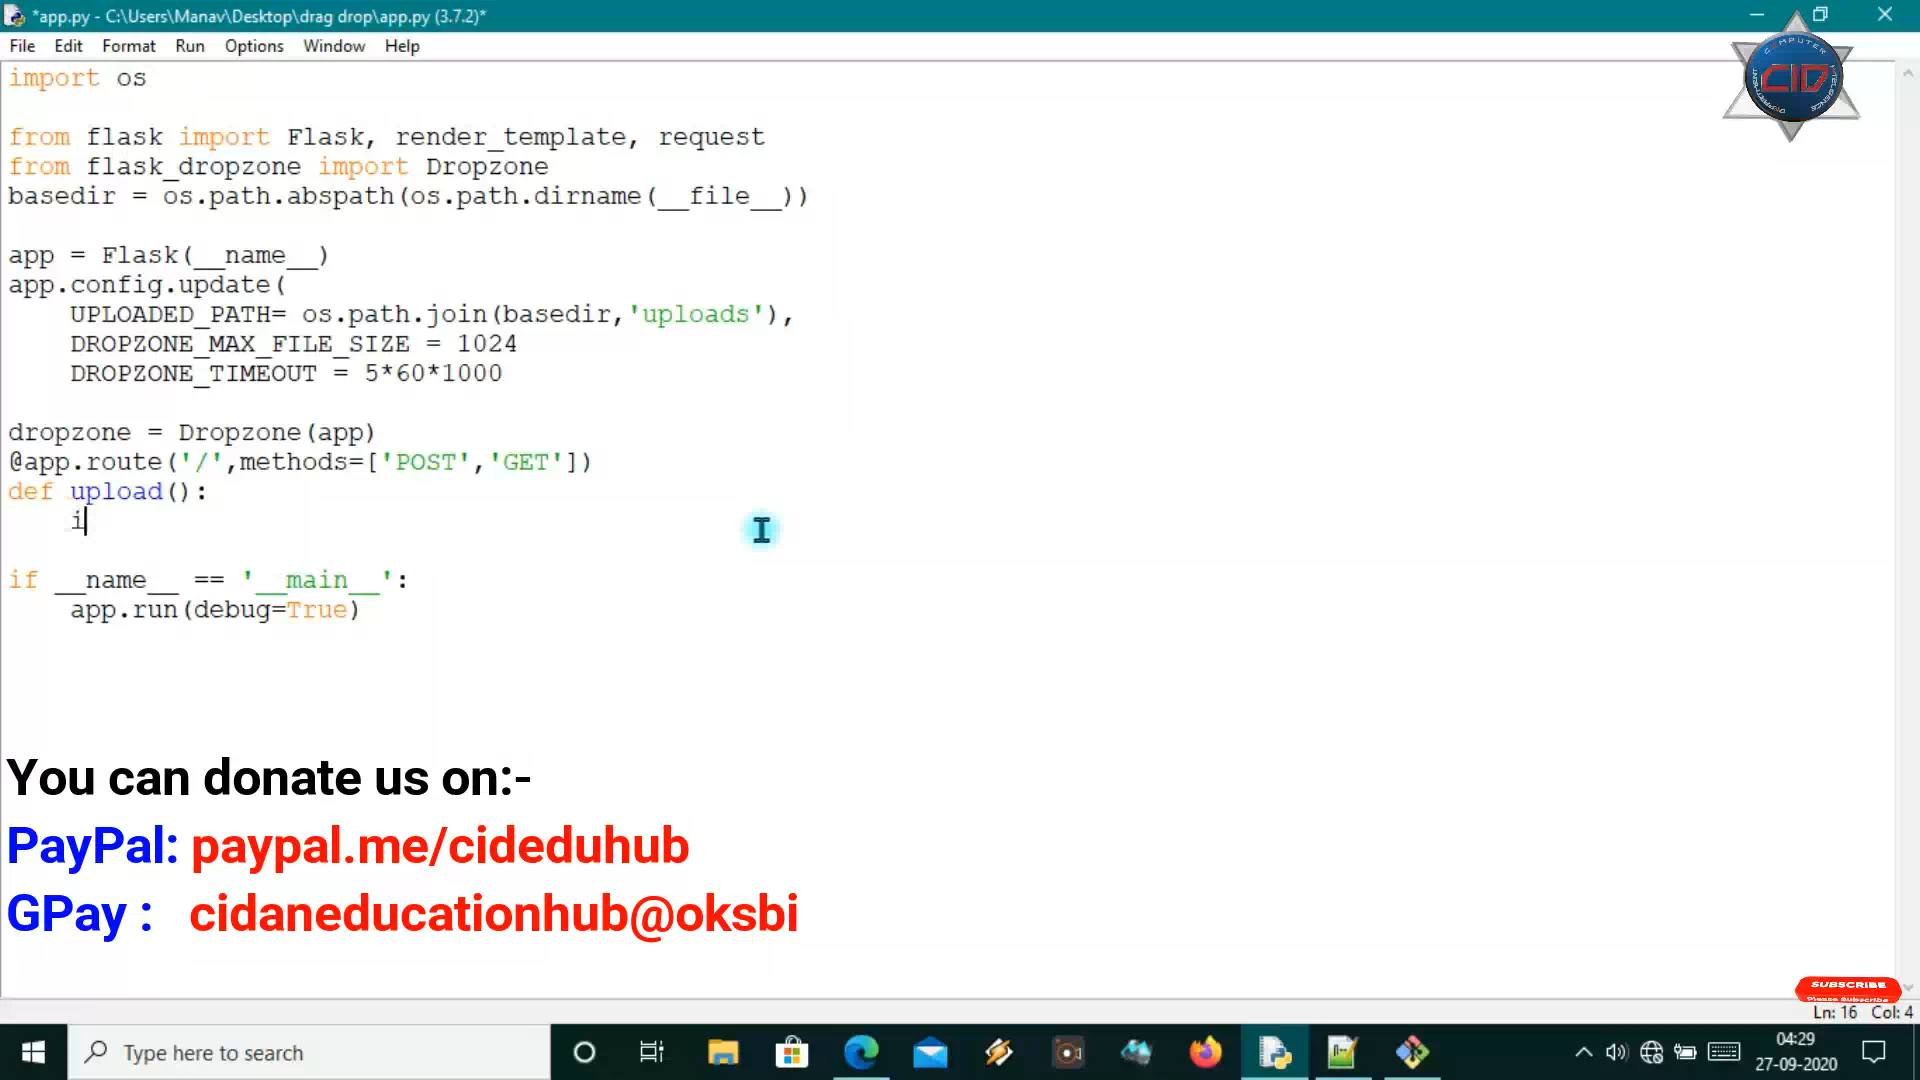 *app.py - C:\Users\Manav\Desktop\drag drop\app.py (3.7.2)*
File Edit Format Run Options Window Help
import os
from flask import Flask, render_template, request
from flask_dropzone import Dropzone
basedir = os.path.abspath(os.path.dirname(__file__))
app = Flask(__name__)
app.config.update(
UPLOADED_PATH= os.path.join(basedir,'uploads'),
DROPZONE_MAX_FILE_SIZE = 1024
DROPZONE_TIMEOUT = 5*60*1000
dropzone = Dropzone(app)
@app.route('/',methods=['POST','GET'])
def upload():
i
if __name__ == '__main__':
app.run(debug=True)
COMPUTER
CID
DEPARTMENT
You can donate us on:-
PayPal: paypal.me/cideduhub
GPay : cidaneducationhub@oksbi
SUBSCRIBE
Please Subscribe
Ln: 16 Col: 4
Type here to search
04:29
27-09-2020